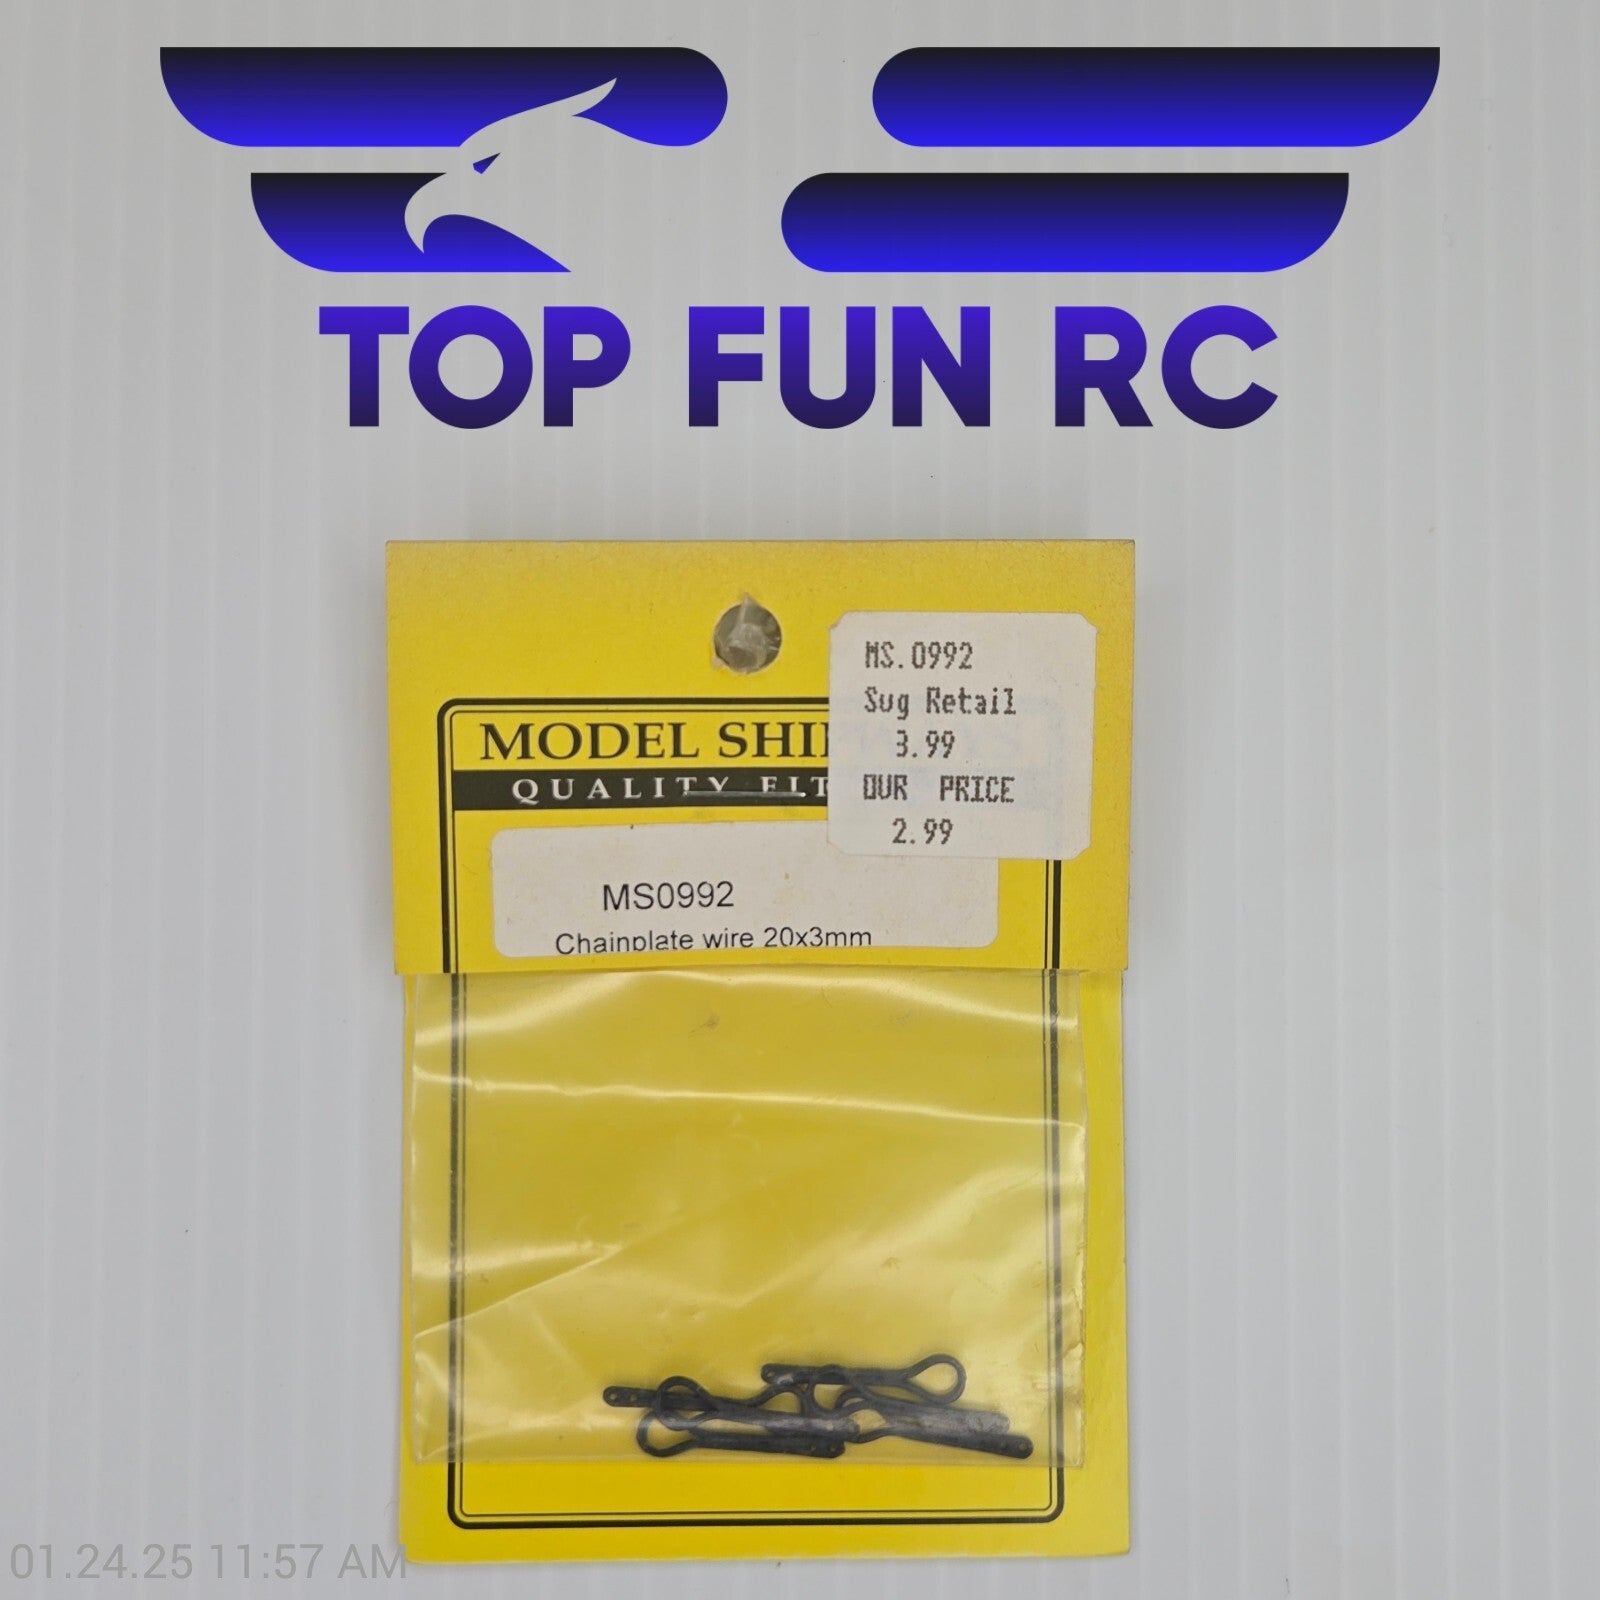 TOP FUN RC
MODEL SHI
QUALITY FIT
MS.0992
Sug Retail
3.99
OUR PRICE
2.99
MS0992
Chainplate wire 20x3mm
01.24.25 11:57 AM